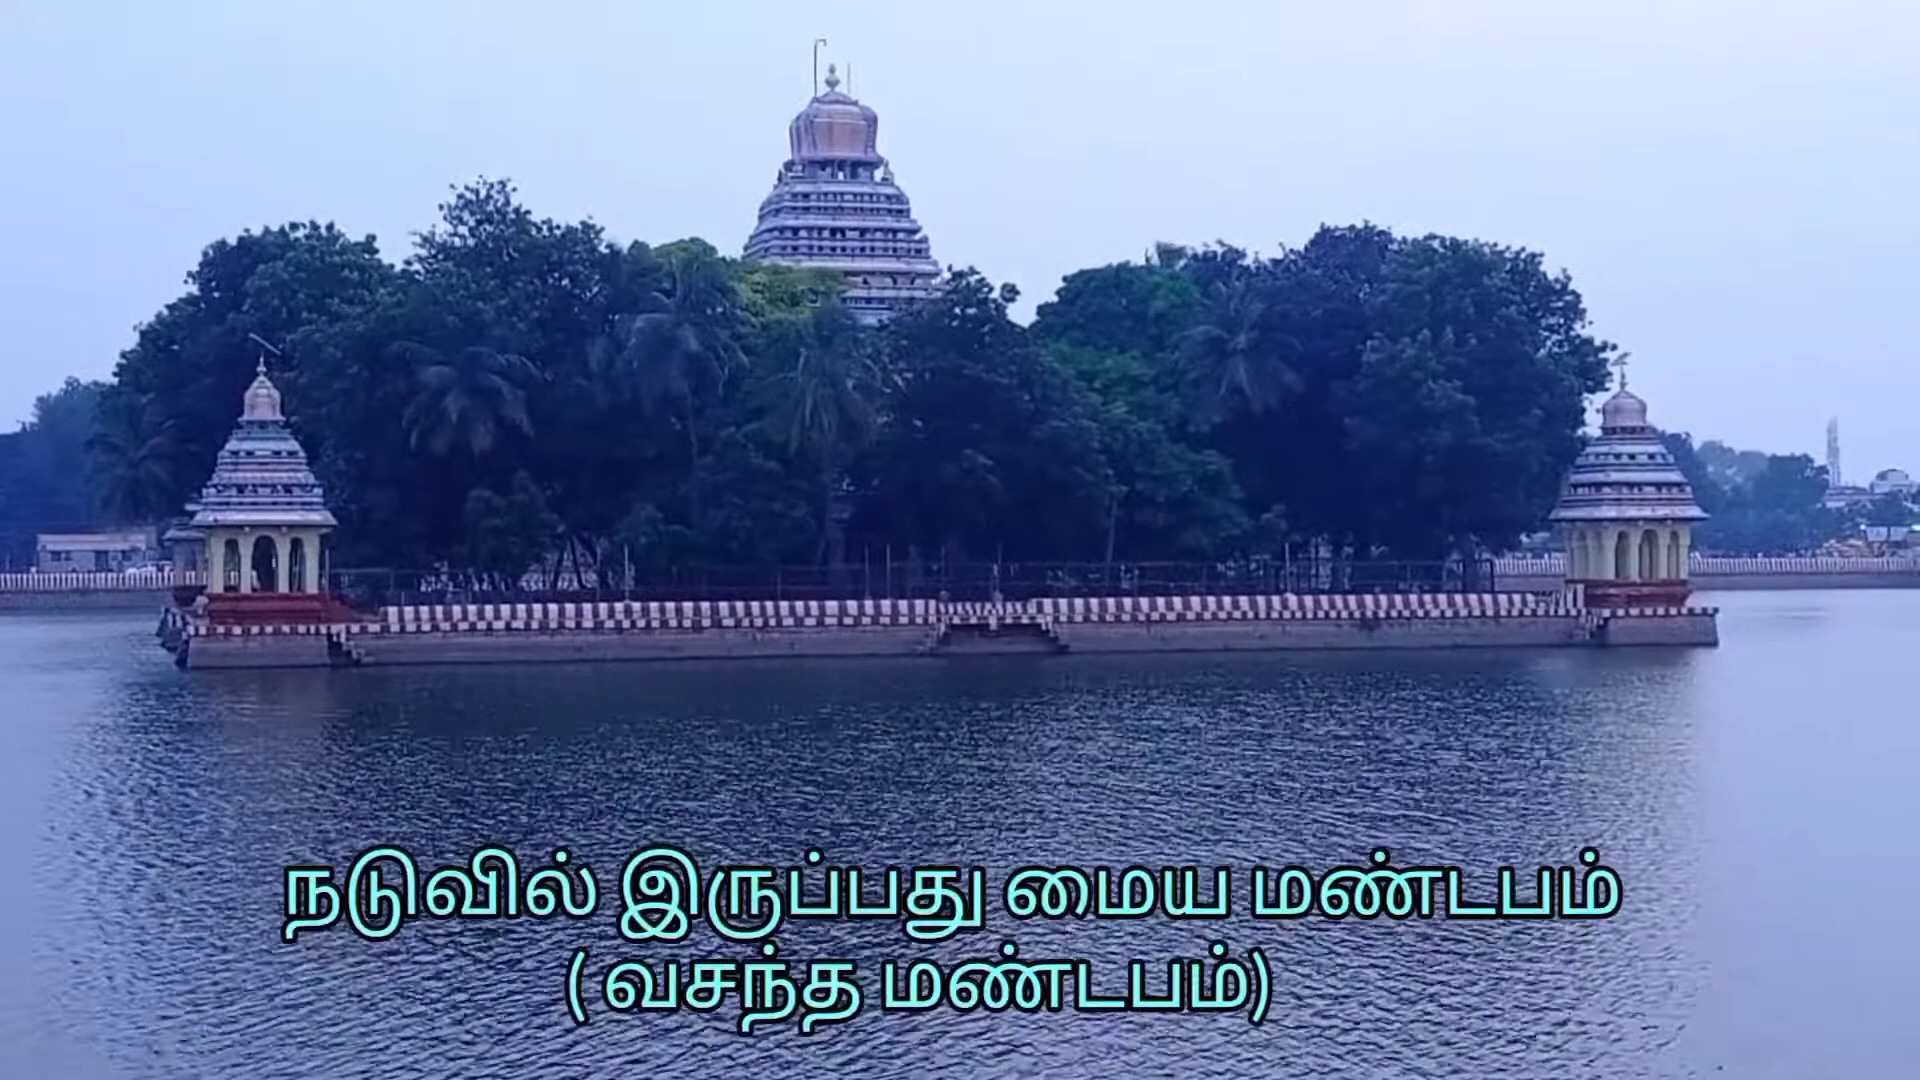 நடுவில் இருப்பது மைய மண்டபம்
( வசந்த மண்டபம்)